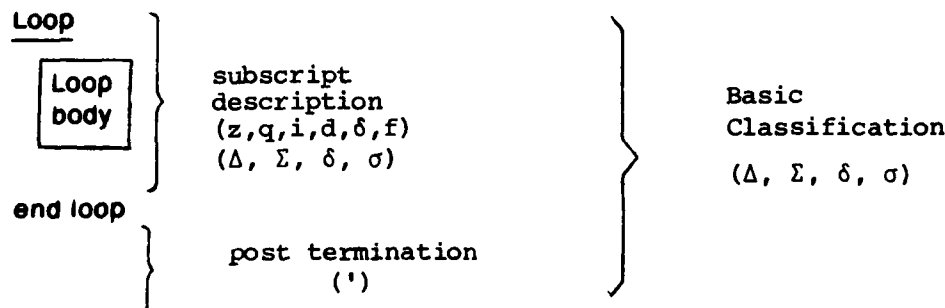 Loop
Loop
body
end loop
subscript
description
(z,q,i,d,δ,f)
(Δ, Σ, δ, σ)
post termination
(')
Basic
Classification
(Δ, Σ, δ, σ)